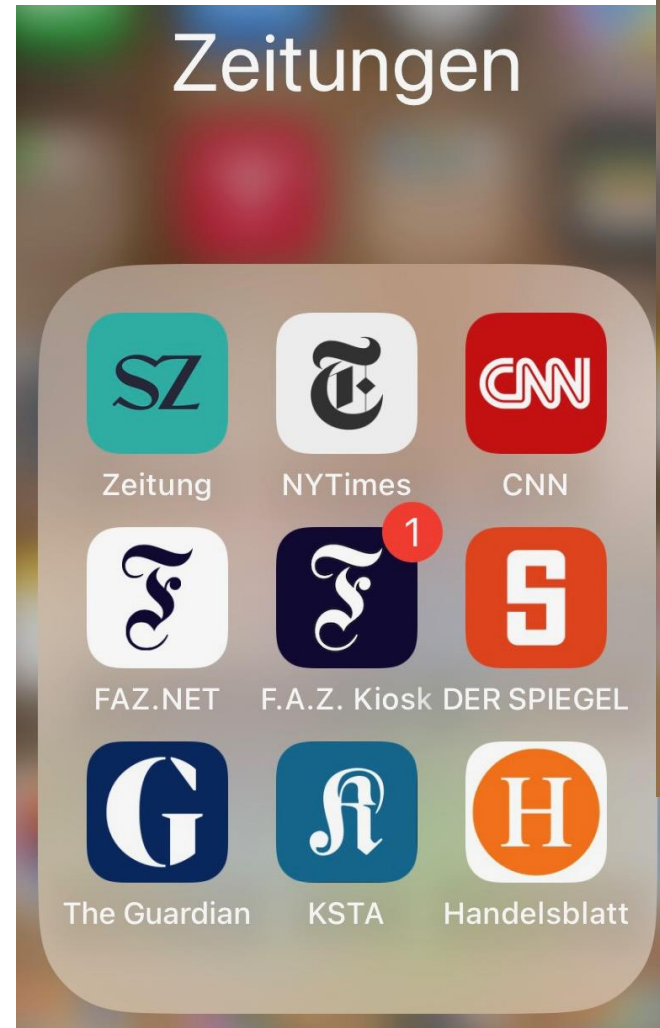 Zeitungen
SZ T CNN
Zeitung NYTimes CNN
1
F F S
FAZ.NET F.A.Z. Kiosk DER SPIEGEL
G K H
The Guardian KSTA Handelsblatt